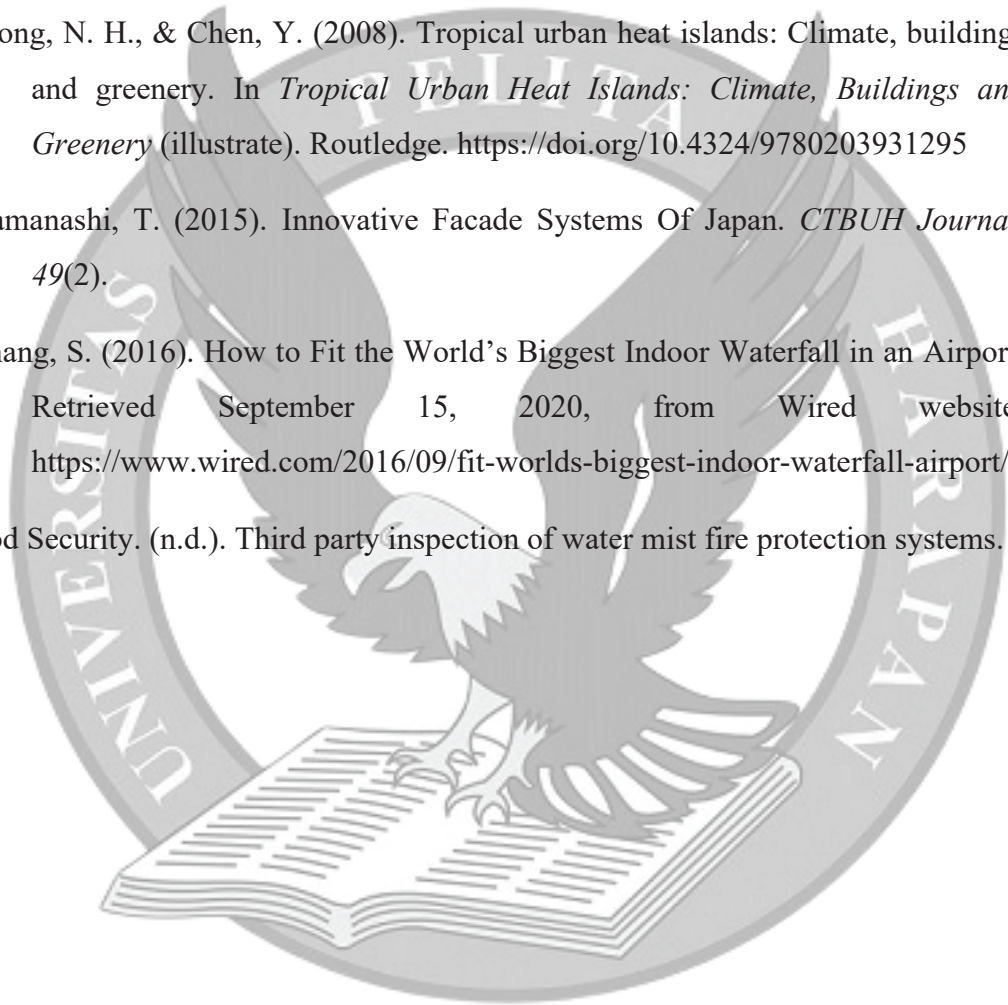 ong, N. H., & Chen, Y. (2008). Tropical urban heat islands: Climate, building
and greenery. In Tropical Urban Heat Islands: Climate, Buildings an
Greenery (illustrate). Routledge. https://doi.org/10.4324/9780203931295
amanashi, T. (2015). Innovative Facade Systems Of Japan. CTBUH Journa
49(2).
ang, S. (2016). How to Fit the World’s Biggest Indoor Waterfall in an Airpor
Retrieved September 15, 2020, from Wired website
https://www.wired.com/2016/09/fit-worlds-biggest-indoor-waterfall-airport/
od Security. (n.d.). Third party inspection of water mist fire protection systems.
UNIVERSITAS PELITA HARAPAN